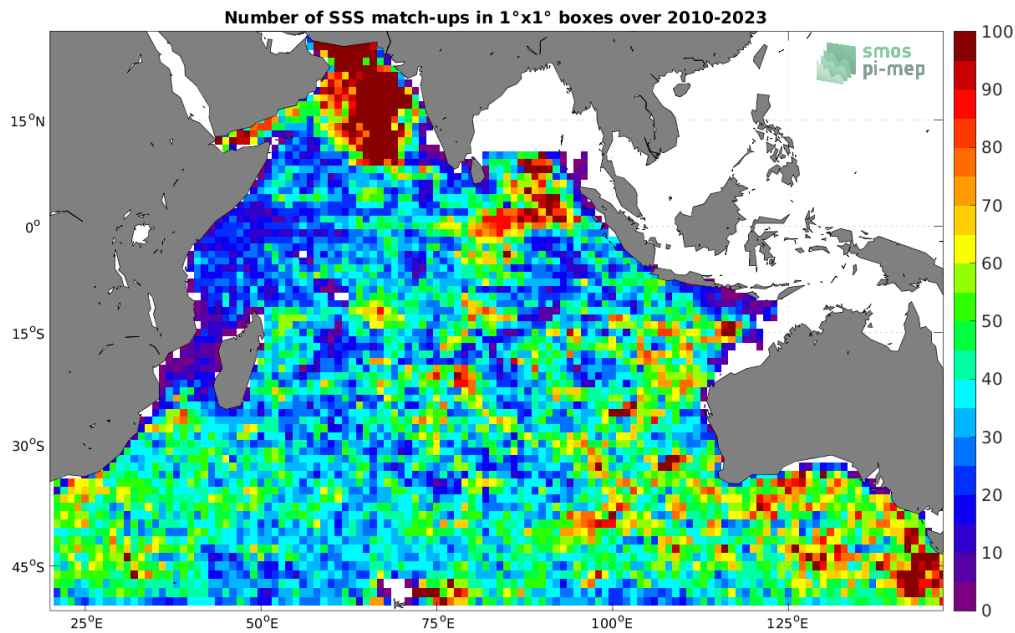 Number of SSS match-ups in 1°x1° boxes over 2010-2023
smos
pi-mep
15°N
0°
15°S
30°S
45°S
25°E
50°E
75°E
100°E
125°E
100
90
80
70
60
50
40
30
20
10
0